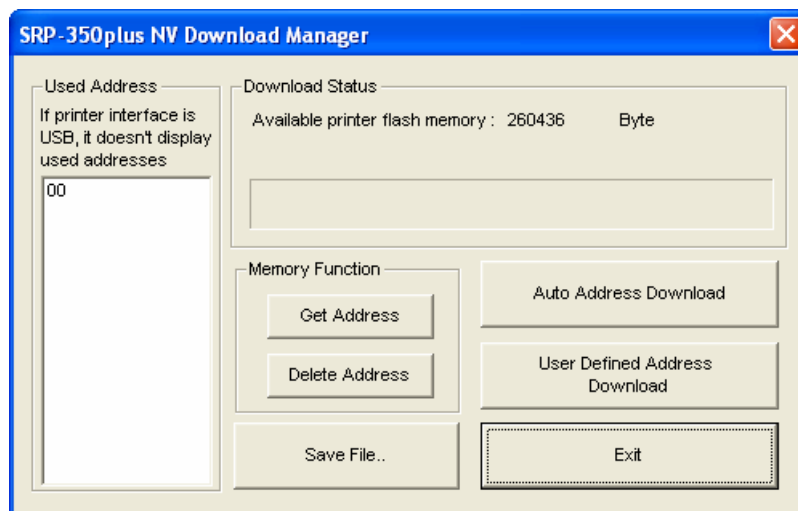 SRP-350plus NV Download Manager
Used Address
If printer interface is
USB, it doesn't display
used addresses
00
Download Status
Available printer flash memory : 260436 Byte
Memory Function
Get Address
Delete Address
Auto Address Download
User Defined Address
Download
Save File..
Exit